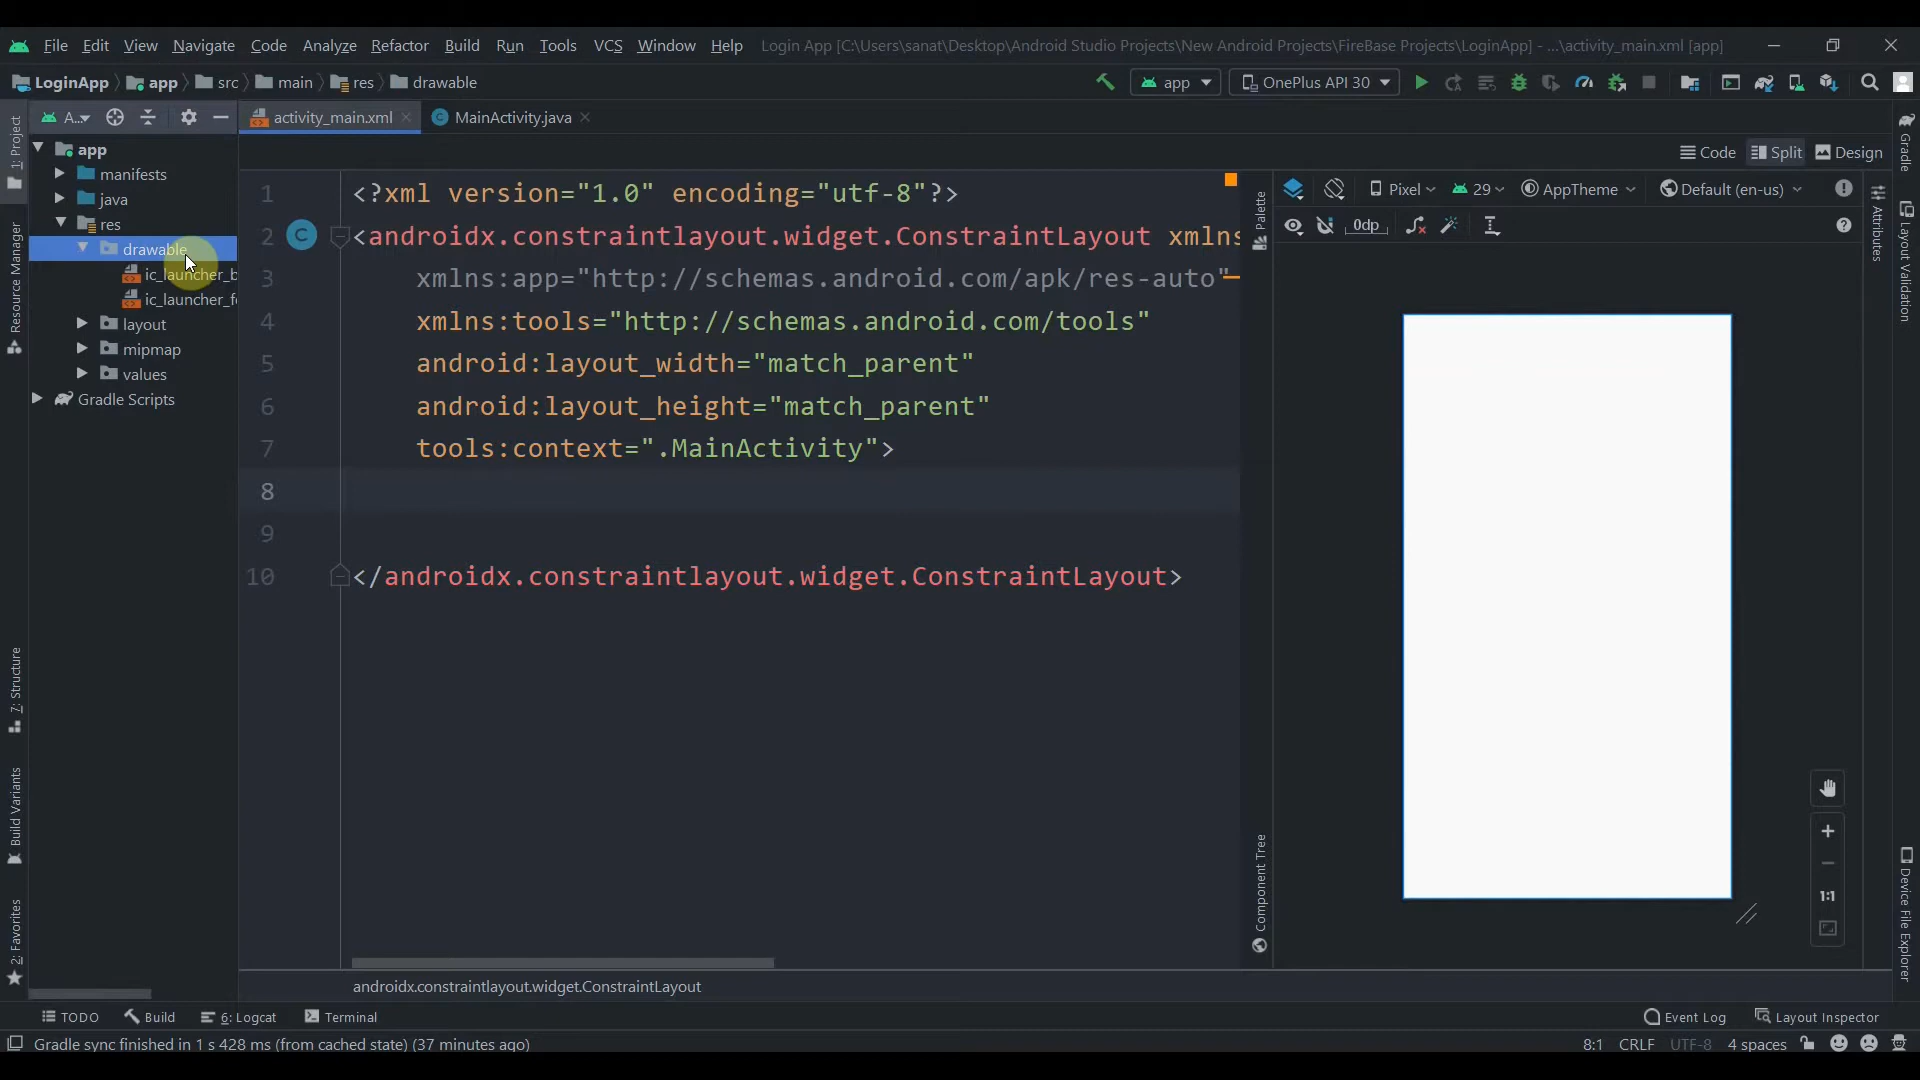 File Edit View Navigate Code Analyze Refactor Build Run Tools VCS Window Help Login App [C:\Users\sanat\Desktop\Android Studio Projects\New Android Projects\FireBase Projects\LoginApp] - ...\activity_main.xml [app]
LoginApp app src main res drawable app OnePlus API 30
1: Project
A...
activity_main.xml MainActivity.java
Gradle
Code Split Design
app
manifests
java
res
drawable
ic_launcher_b
ic_launcher_fo
layout
mipmap
values
Gradle Scripts
Resource Manager
7: Structure
Build Variants
2: Favorites
1 <?xml version="1.0" encoding="utf-8"?>
2 C <androidx.constraintlayout.widget.ConstraintLayout xmlns
3 xmlns:app="http://schemas.android.com/apk/res-auto"
4 xmlns:tools="http://schemas.android.com/tools"
5 android:layout_width="match_parent"
6 android:layout_height="match_parent"
7 tools:context=".MainActivity">
8
9
10 </androidx.constraintlayout.widget.ConstraintLayout>
Palette
Component Tree
Pixel 29 AppTheme Default (en-us)
0dp
Attributes
Layout Validation
Device File Explorer
1:1
androidx.constraintlayout.widget.ConstraintLayout
TODO Build 6: Logcat Terminal Event Log Layout Inspector
Gradle sync finished in 1 s 428 ms (from cached state) (37 minutes ago) 8:1 CRLF UTF-8 4 spaces